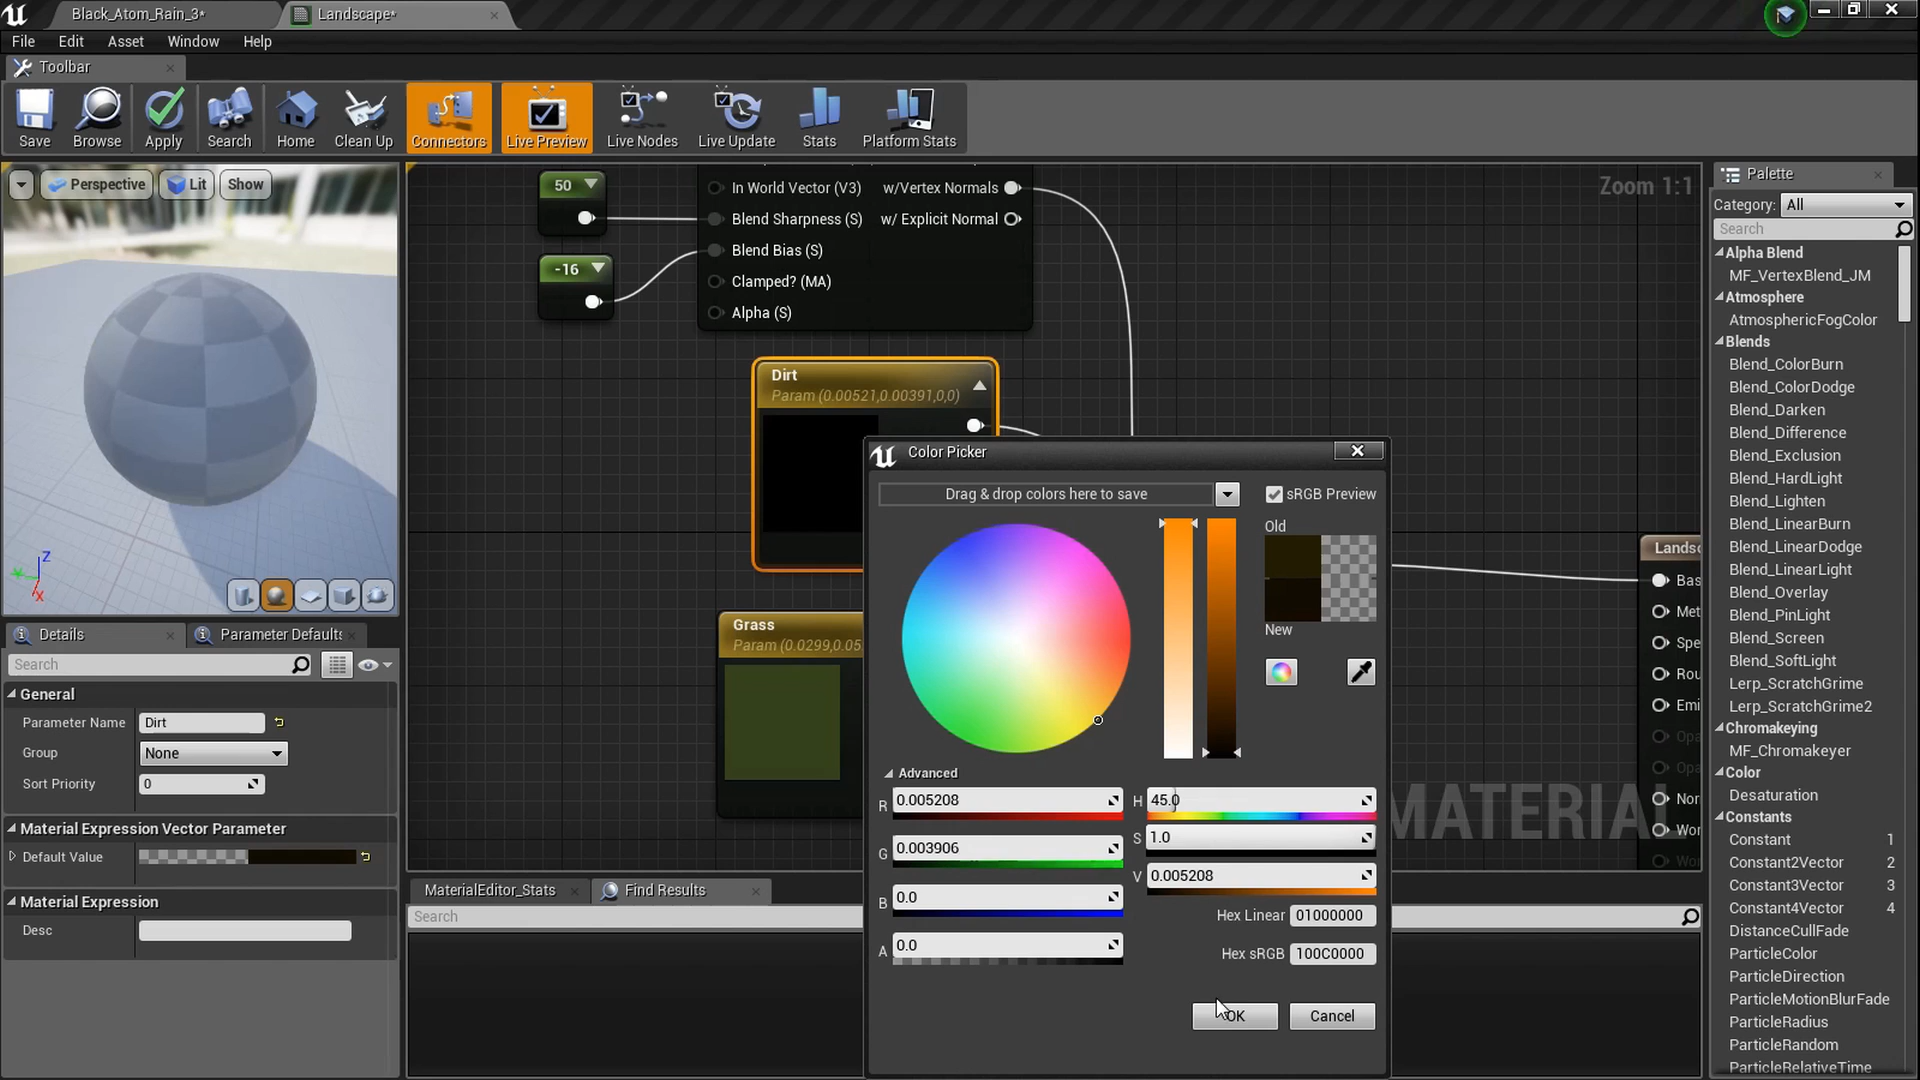 Black_Atom_Rain_3*
Landscape*
File Edit Asset Window Help
Toolbar
Save Browse Apply Search Home Clean Up Connectors Live Preview Live Nodes Live Update Stats Platform Stats
Perspective Lit Show
Z
X
Details
Parameter Defaults
Search
General
Parameter Name Dirt
Group None
Sort Priority 0
Material Expression Vector Parameter
Default Value
Material Expression
Desc
Zoom 1:1
50
-16
In World Vector (V3) w/Vertex Normals
Blend Sharpness (S) w/ Explicit Normal
Blend Bias (S)
Clamped? (MA)
Alpha (S)
Dirt
Param (0.00521,0.00391,0,0)
Grass
Param (0.0299,0.05
Landsc
Bas
Met
Spe
Rou
Emi
Opa
Opa
Nor
Wor
Wor
MATERIAL
MaterialEditor_Stats
Find Results
Search
Color Picker
Drag & drop colors here to save
sRGB Preview
Old
New
Advanced
R 0.005208
G 0.003906
B 0.0
A 0.0
H 45.0
S 1.0
V 0.005208
Hex Linear 01000000
Hex sRGB 100C0000
OK Cancel
Palette
Category: All
Search
Alpha Blend
MF_VertexBlend_JM
Atmosphere
AtmosphericFogColor
Blends
Blend_ColorBurn
Blend_ColorDodge
Blend_Darken
Blend_Difference
Blend_Exclusion
Blend_HardLight
Blend_Lighten
Blend_LinearBurn
Blend_LinearDodge
Blend_LinearLight
Blend_Overlay
Blend_PinLight
Blend_Screen
Blend_SoftLight
Lerp_ScratchGrime
Lerp_ScratchGrime2
Chromakeying
MF_Chromakeyer
Color
Desaturation
Constants
Constant 1
Constant2Vector 2
Constant3Vector 3
Constant4Vector 4
DistanceCullFade
ParticleColor
ParticleDirection
ParticleMotionBlurFade
ParticleRadius
ParticleRandom
ParticleRelativeTime